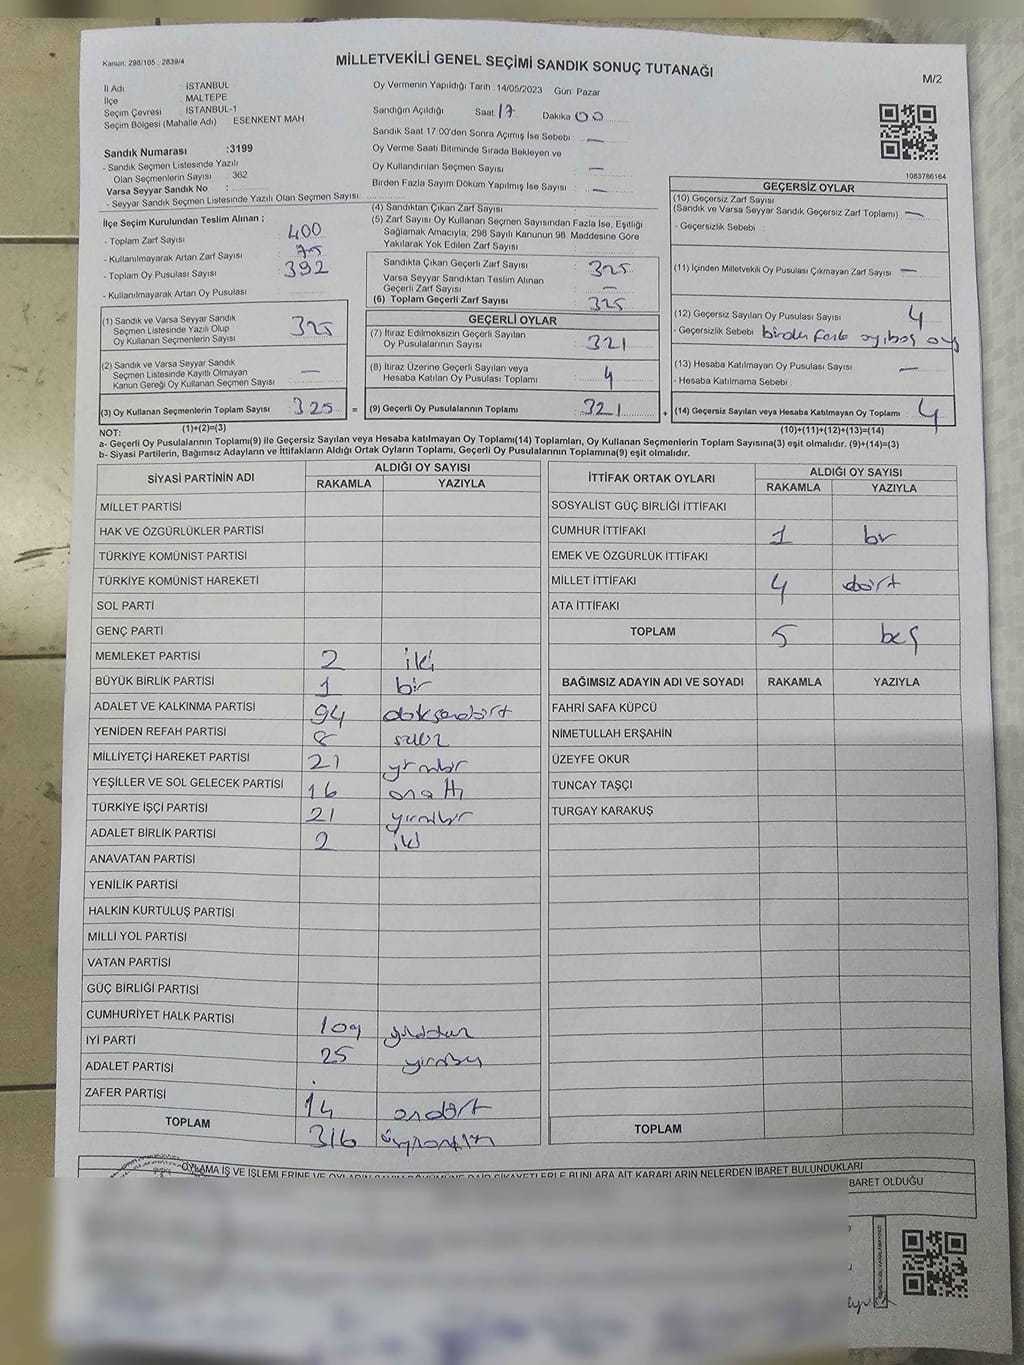 Kanun: 298/105 , 2839/4
MİLLETVEKİLİ GENEL SEÇİMİ SANDIK SONUÇ TUTANAĞI
M/2
İl Adı İSTANBUL
İlçe MALTEPE
Seçim Çevresi İSTANBUL-1
Seçim Bölgesi (Mahalle Adı) : ESENKENT MAH
Sandık Numarası :3199
- Sandık Seçmen Listesinde Yazılı
Olan Seçmenlerin Sayısı : 362
Varsa Seyyar Sandık No :
- Seyyar Sandık Seçmen Listesinde Yazılı Olan Seçmen Sayısı:
Oy Vermenin Yapıldığı Tarih : 14/05/2023 Gün: Pazar
Sandığın Açıldığı Saat 17 Dakika 00
Sandık Saat 17:00'den Sonra Açımış İse Sebebi : —
Oy Verme Saati Bitiminde Sırada Bekleyen ve
Oy Kullandırılan Seçmen Sayısı : —
Birden Fazla Sayım Döküm Yapılmış İse Sayısı : —
1083786184
İlçe Seçim Kurulundan Teslim Alınan ;
- Toplam Zarf Sayısı : 400
- Kullanılmayarak Artan Zarf Sayısı : 75
- Toplam Oy Pusulası Sayısı : 392
- Kullanılmayarak Artan Oy Pusulası :
(4) Sandıktan Çıkan Zarf Sayısı :
(5) Zarf Sayısı Oy Kullanan Seçmen Sayısından Fazla İse, Eşitliği
Sağlamak Amacıyla; 298 Sayılı Kanunun 98. Maddesine Göre
Yakılarak Yok Edilen Zarf Sayısı :
Sandıkta Çıkan Geçerli Zarf Sayısı : 325
Varsa Seyyar Sandıktan Teslim Alınan
Geçerli Zarf Sayısı : —
(6) Toplam Geçerli Zarf Sayısı : 325
GEÇERSİZ OYLAR
(10) Geçersiz Zarf Sayısı
(Sandık ve Varsa Seyyar Sandık Geçersiz Zarf Toplamı) : —
- Geçersizlik Sebebi :
(11) İçinden Milletvekili Oy Pusulası Çıkmayan Zarf Sayısı : —
(12) Geçersiz Sayılan Oy Pusulası Sayısı : 4
- Geçersizlik Sebebi : birden fazla oy, boş oy
(13) Hesaba Katılmayan Oy Pusulası Sayısı : —
- Hesaba Katılmama Sebebi :
(14) Geçersiz Sayılan veya Hesaba Katılmayan Oy Toplamı : 4
(10)+(11)+(12)+(13)=(14)
(1) Sandık ve Varsa Seyyar Sandık
Seçmen Listesinde Yazılı Olup
Oy Kullanan Seçmenlerin Sayısı : 325
(2) Sandık ve Varsa Seyyar Sandık
Seçmen Listesinde Kayıtlı Olmayan
Kanun Gereği Oy Kullanan Seçmen Sayısı : —
(3) Oy Kullanan Seçmenlerin Toplam Sayısı : 325 =
(1)+(2)=(3)
GEÇERLİ OYLAR
(7) İtiraz Edilmeksizin Geçerli Sayılan
Oy Pusulalarının Sayısı : 321
(8) İtiraz Üzerine Geçerli Sayılan veya
Hesaba Katılan Oy Pusulası Toplamı : 4
(9) Geçerli Oy Pusulalarının Toplamı : 321 +
NOT:
a- Geçerli Oy Pusulalarının Toplamı(9) ile Geçersiz Sayılan veya Hesaba katılmayan Oy Toplamı(14) Toplamları, Oy Kullanan Seçmenlerin Toplam Sayısına(3) eşit olmalıdır. (9)+(14)=(3)
b- Siyasi Partilerin, Bağımsız Adayların ve İttifakların Aldığı Ortak Oyların Toplamı, Geçerli Oy Pusulalarının Toplamına(9) eşit olmalıdır.
SİYASİ PARTİNİN ADI ALDIĞI OY SAYISI
RAKAMLA YAZIYLA
MİLLET PARTİSİ
HAK VE ÖZGÜRLÜKLER PARTİSİ
TÜRKİYE KOMÜNİST PARTİSİ
TÜRKİYE KOMÜNİST HAREKETİ
SOL PARTİ
GENÇ PARTİ
MEMLEKET PARTİSİ 2 iki
BÜYÜK BİRLİK PARTİSİ 1 bir
ADALET VE KALKINMA PARTİSİ 94 doksandört
YENİDEN REFAH PARTİSİ 8 sekiz
MİLLİYETÇİ HAREKET PARTİSİ 21 yirmibir
YEŞİLLER VE SOL GELECEK PARTİSİ 16 onaltı
TÜRKİYE İŞÇİ PARTİSİ 21 yirmibir
ADALET BİRLİK PARTİSİ 2 iki
ANAVATAN PARTİSİ
YENİLİK PARTİSİ
HALKIN KURTULUŞ PARTİSİ
MİLLİ YOL PARTİSİ
VATAN PARTİSİ
GÜÇ BİRLİĞİ PARTİSİ
CUMHURİYET HALK PARTİSİ 109 yüzdokuz
İYİ PARTİ 25 yirmibeş
ADALET PARTİSİ
ZAFER PARTİSİ 14 ondört
TOPLAM 316 üçyüzonaltı
İTTİFAK ORTAK OYLARI ALDIĞI OY SAYISI
RAKAMLA YAZIYLA
SOSYALİST GÜÇ BİRLİĞİ İTTİFAKI
CUMHUR İTTİFAKI 1 bir
EMEK VE ÖZGÜRLÜK İTTİFAKI
MİLLET İTTİFAKI 4 dört
ATA İTTİFAKI
TOPLAM 5 beş
BAĞIMSIZ ADAYIN ADI VE SOYADI RAKAMLA YAZIYLA
FAHRİ SAFA KÜPCÜ
NİMETULLAH ERŞAHİN
ÜZEYFE OKUR
TUNCAY TAŞÇI
TURGAY KARAKUŞ
TOPLAM
OYLAMA İŞ VE İŞLEMLERİNE VE OYLARIN SAYIM DÖKÜMÜNE DAİR ŞİKAYETLERLE BUNLARA AİT KARARLARIN NELERDEN İBARET BULUNDUKLARI
BARET OLDUĞU